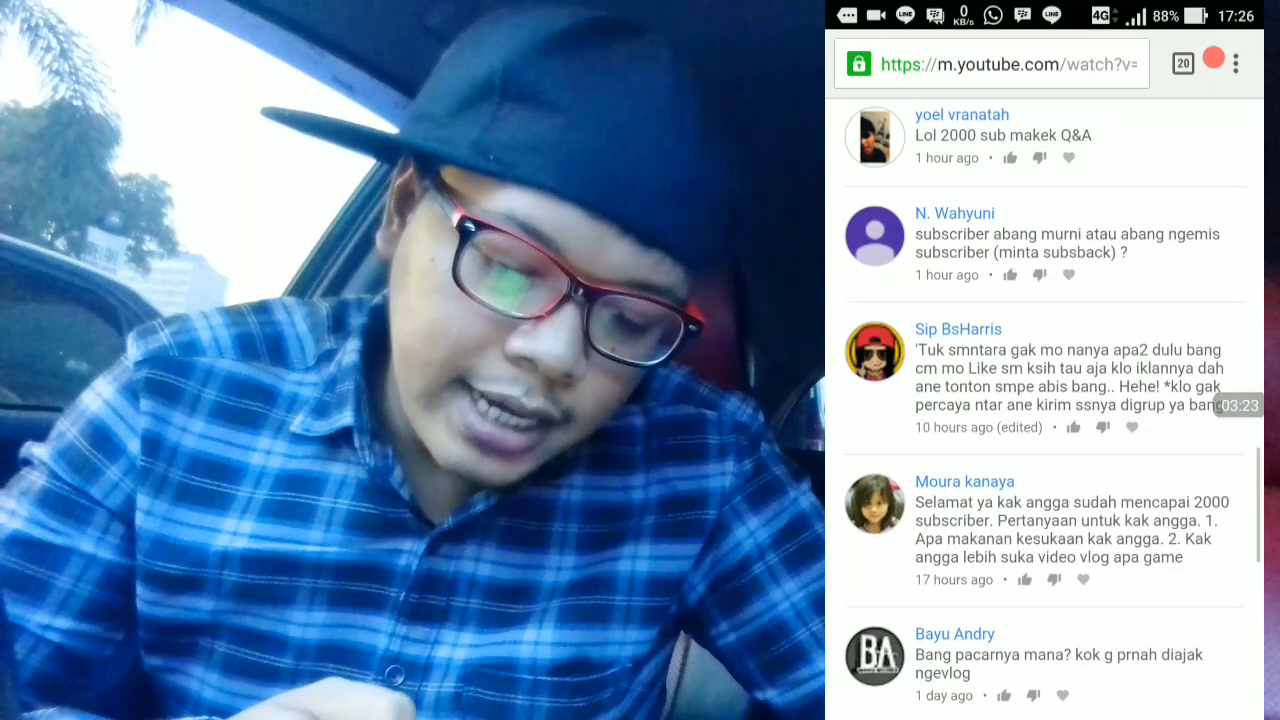 0
KB/s
LINE
LINE
4G
88%
17:26
https://m.youtube.com/watch?v=
20
yoel vranatah
Lol 2000 sub makek Q&A
1 hour ago •
N. Wahyuni
subscriber abang murni atau abang ngemis
subscriber (minta subsback) ?
1 hour ago •
Sip BsHarris
'Tuk smntara gak mo nanya apa2 dulu bang
cm mo Like sm ksih tau aja klo iklannya dah
ane tonton smpe abis bang.. Hehe! *klo gak
percaya ntar ane kirim ssnya digrup ya bang
03:23
10 hours ago (edited) •
Moura kanaya
Selamat ya kak angga sudah mencapai 2000
subscriber. Pertanyaan untuk kak angga. 1.
Apa makanan kesukaan kak angga. 2. Kak
angga lebih suka video vlog apa game
17 hours ago •
BA
Bayu Andry
Bang pacarnya mana? kok g prnah diajak
ngevlog
1 day ago •